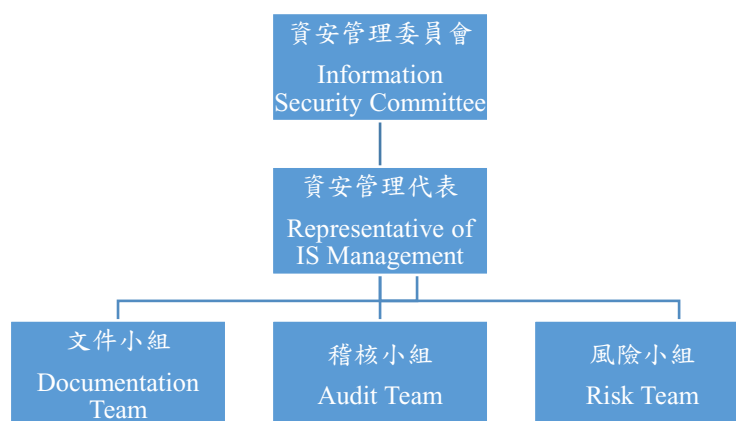 資安管理委員會
Information
Security Committee
資安管理代表
Representative of
IS Management
文件小組
Documentation
Team
稽核小組
Audit Team
風險小組
Risk Team